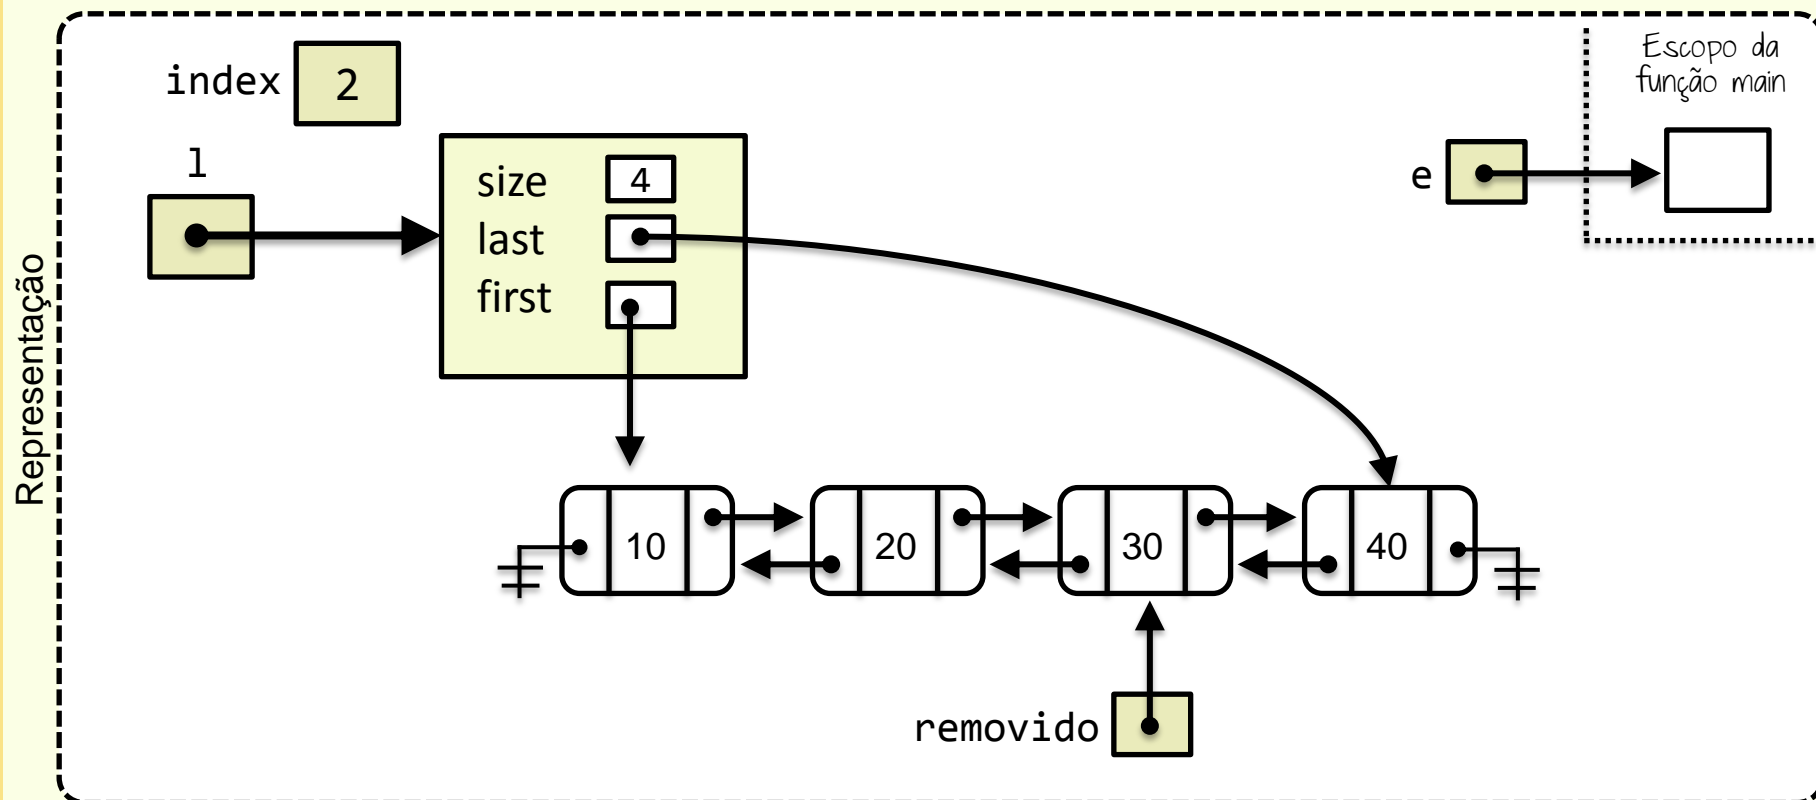 Representação
index 2
l
size 4
last
first
e
Escopo da
função main
10 20 30 40
removido